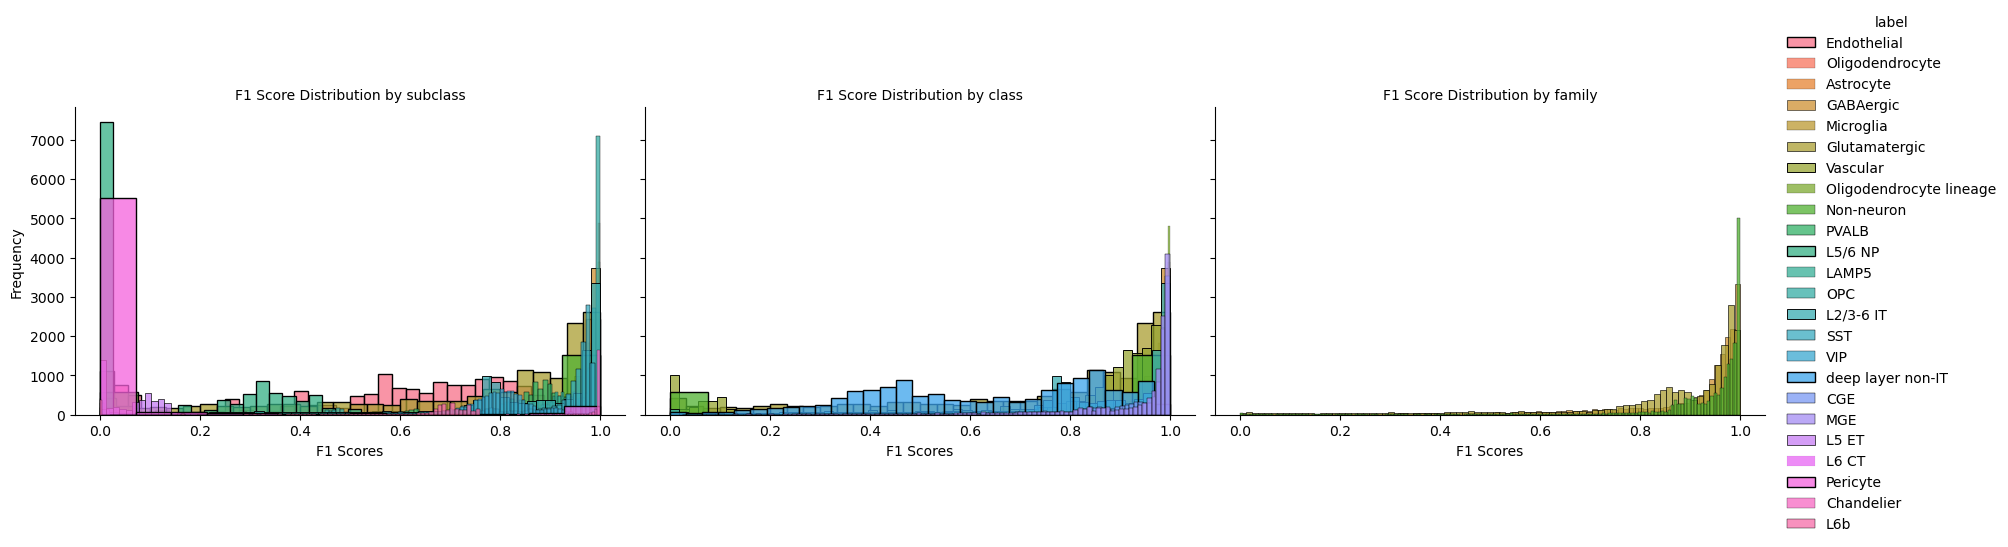 F1 Score Distribution by subclass
Frequency
7000
6000
5000
4000
3000
2000
1000
0
0.0 0.2 0.4 0.6 0.8 1.0
F1 Scores
F1 Score Distribution by class
0.0 0.2 0.4 0.6 0.8 1.0
F1 Scores
F1 Score Distribution by family
0.0 0.2 0.4 0.6 0.8 1.0
F1 Scores
label
Endothelial
Oligodendrocyte
Astrocyte
GABAergic
Microglia
Glutamatergic
Vascular
Oligodendrocyte lineage
Non-neuron
PVALB
L5/6 NP
LAMP5
OPC
L2/3-6 IT
SST
VIP
deep layer non-IT
CGE
MGE
L5 ET
L6 CT
Pericyte
Chandelier
L6b